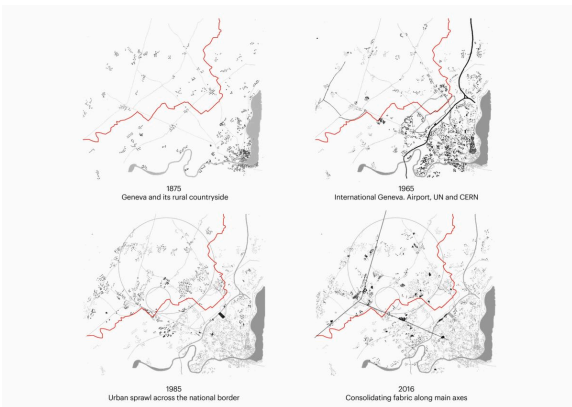 1875
Geneva and its rural countryside
1965
International Geneva. Airport, UN and CERN
1985
Urban sprawl across the national border
2016
Consolidating fabric along main axes